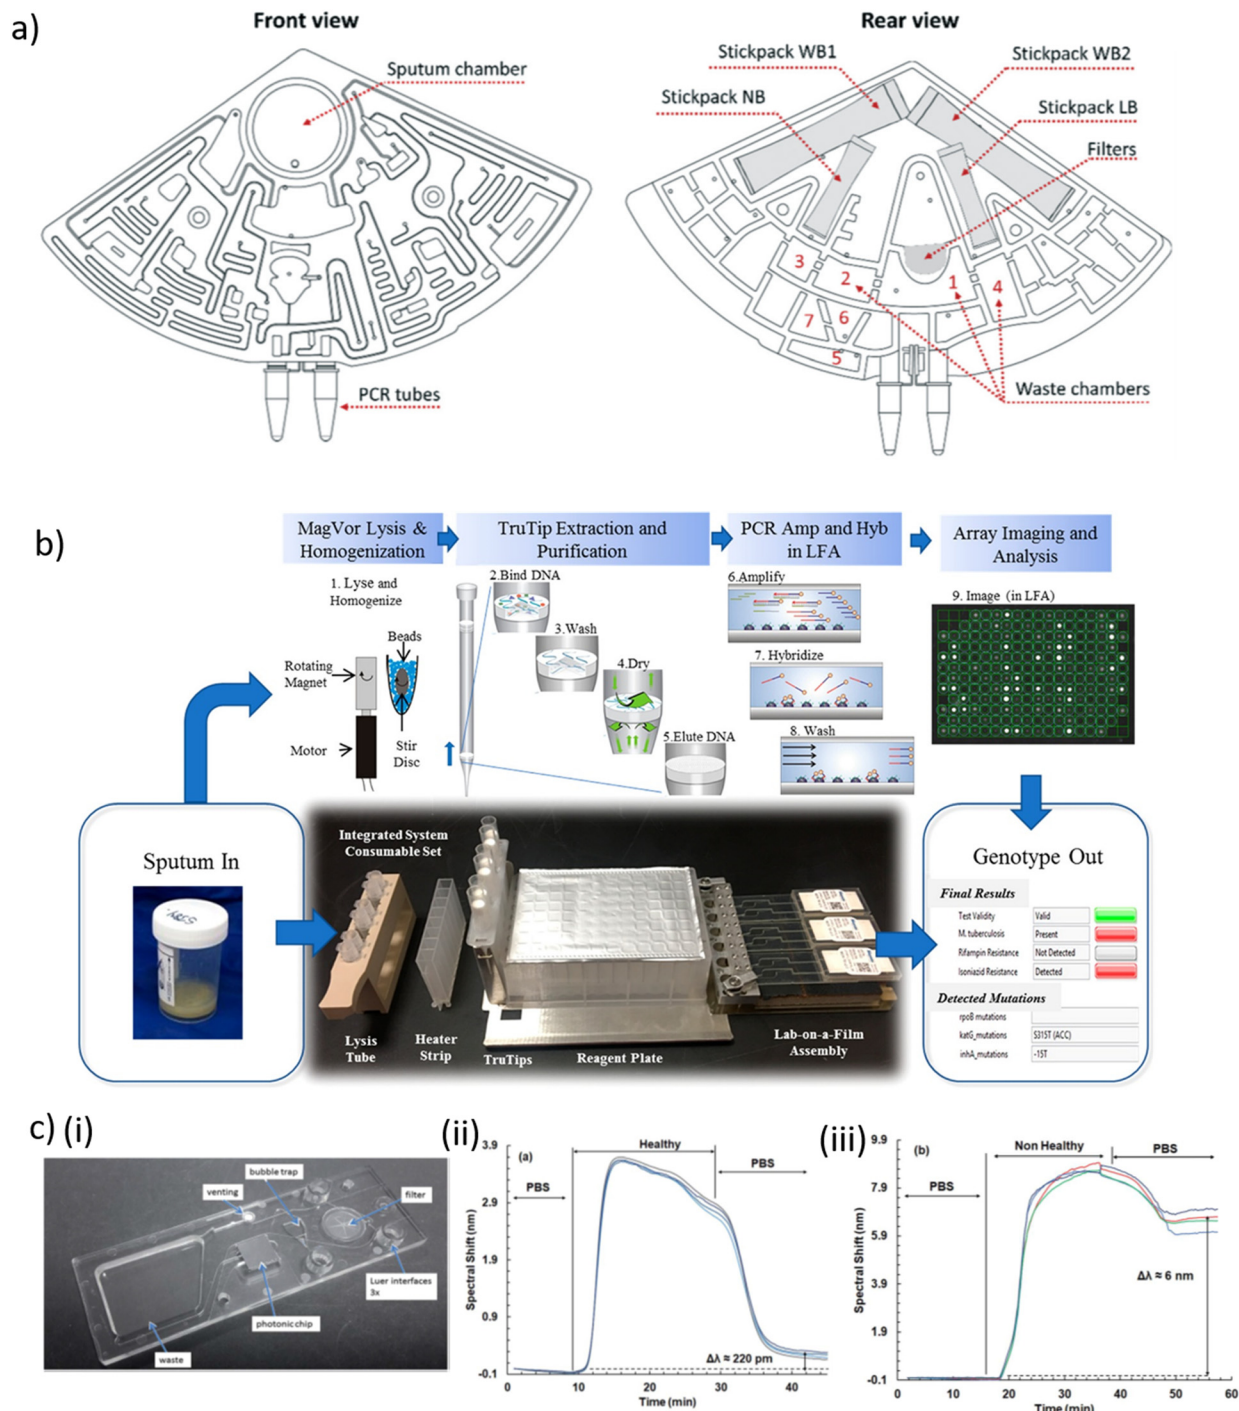 a)
Front view
Sputum chamber
PCR tubes
Rear view
Stickpack WB1
Stickpack WB2
Stickpack NB
Stickpack LB
Filters
3
2
1
4
7
6
5
Waste chambers
b)
MagVor Lysis &
Homogenization
TruTip Extraction and
Purification
PCR Amp and Hyb
in LFA
Array Imaging and
Analysis
1. Lyse and
Homogenize
Beads
Rotating
Magnet
Motor
Stir
Disc
2.Bind DNA
3.Wash
4.Dry
5.Elute DNA
6.Amplify
7. Hybridize
8. Wash
9. Image (in LFA)
Sputum In
Integrated System
Consumable Set
Lysis
Tube
Heater
Strip
TruTips
Reagent Plate
Lab-on-a-Film
Assembly
Genotype Out
Final Results
Test Validity Valid
M. tuberculosis Present
Rifampin Resistance Not Detected
Isoniazid Resistance Detected
Detected Mutations
rpoB mutations
katG_mutations S315T (ACC)
inhA_mutations -15T
c) (i)
bubble trap
venting
filter
Luer interfaces
3x
photonic chip
waste
(ii)
(a)
Healthy
PBS
PBS
Δλ ≈ 220 pm
Spectral Shift (nm)
3.9
2.9
1.9
0.9
-0.1
0 10 20 30 40
Time (min)
(iii)
(b)
Non Healthy
PBS
PBS
Δλ ≈ 6 nm
Spectral Shift (nm)
9.9
7.9
5.9
3.9
1.9
-0.1
0 10 20 30 40 50 60
Time (min)